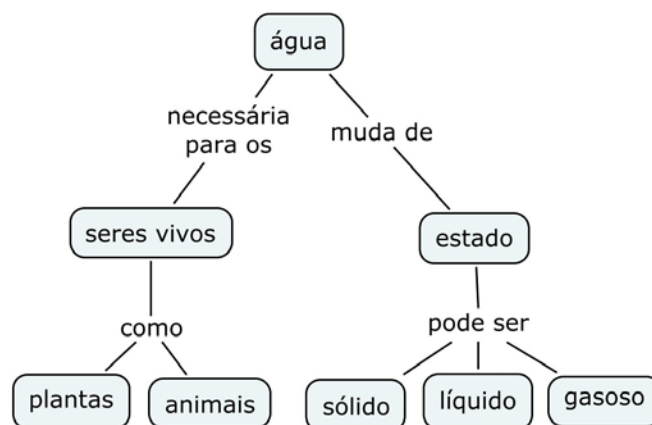 água
necessária
para os
muda de
seres vivos
estado
como
pode ser
plantas
animais
sólido
líquido
gasoso